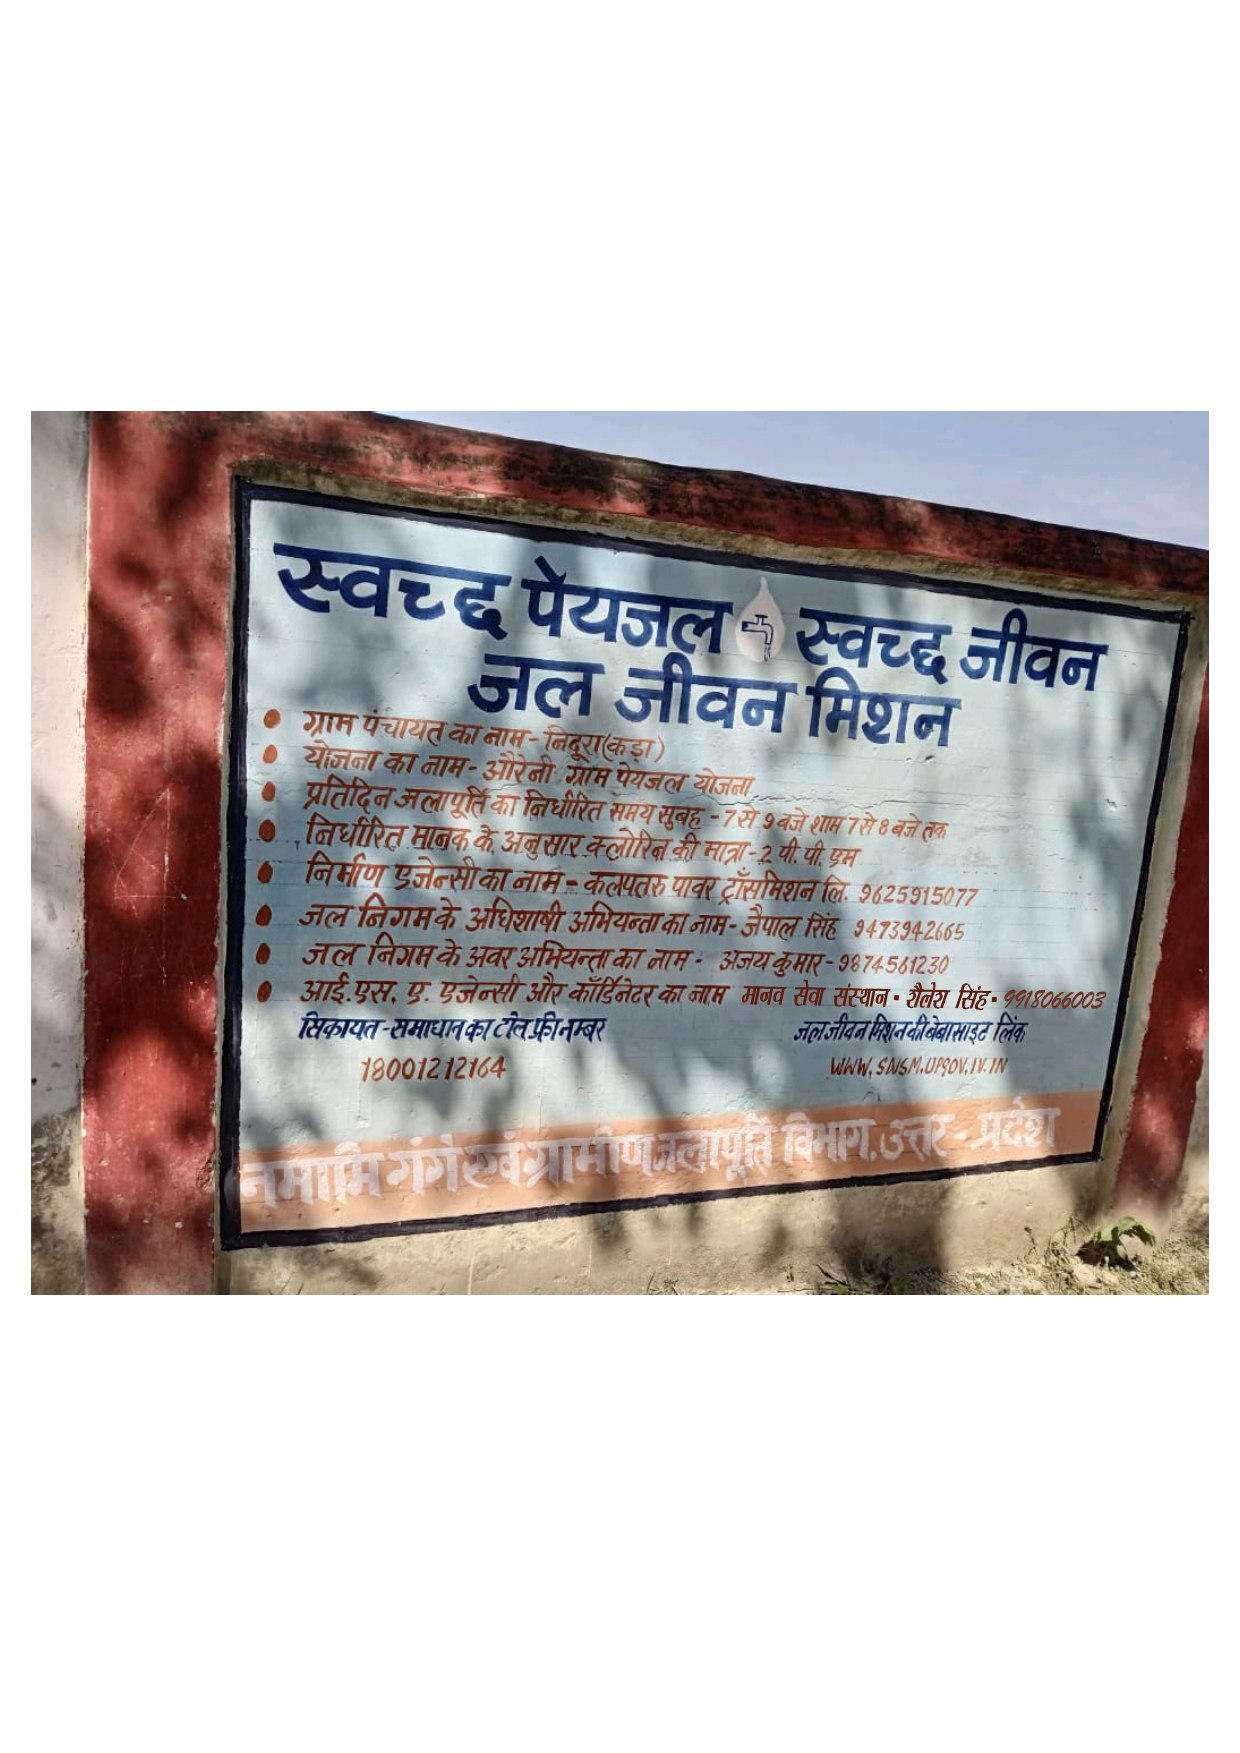 स्वच्छ पेयजल स्वच्छ जीवन
जल जीवन मिशन
ग्राम पंचायत का नाम - निदूरा(कड़ा)
योजना का नाम - औरेनी ग्राम पेयजल योजना
प्रतिदिन जलापूर्ति का निर्धारित समय सुबह - 7 से 9 बजे शाम 7 से 8 बजे तक
निर्धारित मानक के अनुसार क्लोरिन की मात्रा - 2 पी.पी.एम
निर्माण एजेन्सी का नाम - कलपतरु पावर ट्राँसमिशन लि. 9625915077
जल निगम के अधिशाषी अभियन्ता का नाम - जैपाल सिंह 9473942665
जल निगम के अवर अभियन्ता का नाम - अजय कुमार - 9874561230
आई.एस. ए. एजेन्सी और कॉर्डिनेटर का नाम मानव सेवा संस्थान - शैलेश सिंह - 9918066003
सिकायत - समाधान का टोल फ्री नम्बर
18001212164
जल जीवन मिशन की बेबासाइट लिंक
WWW.SNSM.UPGOV.IV.IN
नमामि गंगे एवं ग्रामीण जलापूर्ति विभाग. उत्तर - प्रदेश